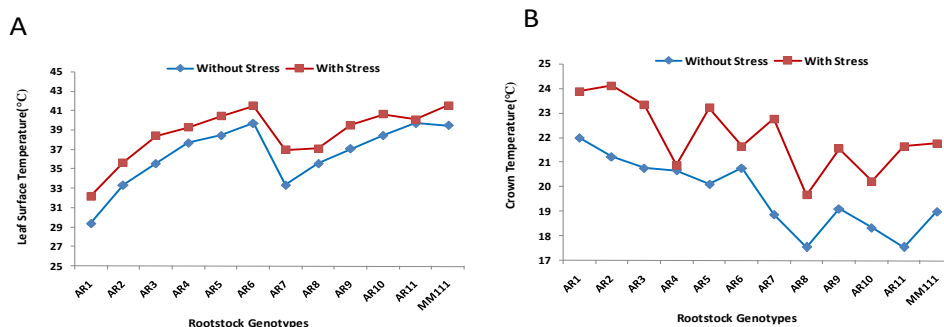 A
Without Stress With Stress
Leaf Surface Temperature(°C)
45
43
41
39
37
35
33
31
29
27
25
AR1 AR2 AR3 AR4 AR5 AR6 AR7 AR8 AR9 AR10 AR11 MM111
Rootstock Genotypes
B
Without Stress With Stress
Crown Temperature(°C)
25
24
23
22
21
20
19
18
17
AR1 AR2 AR3 AR4 AR5 AR6 AR7 AR8 AR9 AR10 AR11 MM111
Rootstock Genotypes